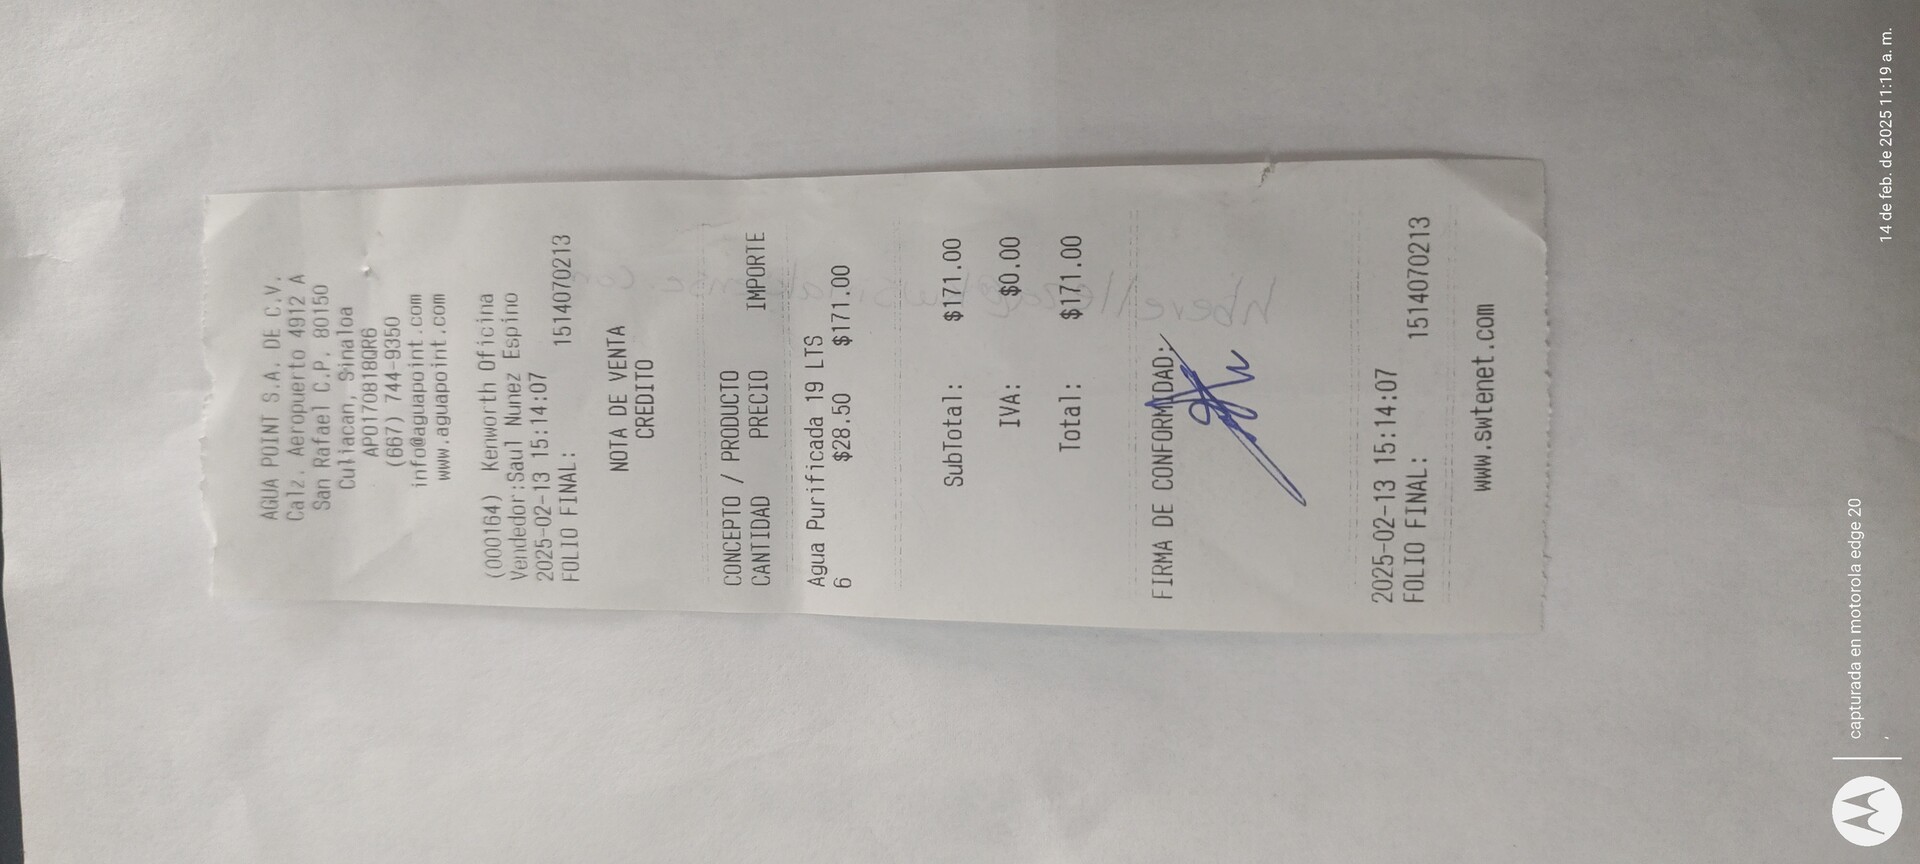 AGUA POINT S.A. DE C.V.
Calz. Aeropuerto 4912 A
San Rafael C.P. 80150
Culiacan, Sinaloa
APO170818QR6
(667) 744-9350
info@aguapoint.com
www.aguapoint.com
(000164) Kenworth Oficina
Vendedor:Saul Nunez Espino
2025-02-13 15:14:07
FOLIO FINAL: 1514070213
NOTA DE VENTA
CREDITO
CONCEPTO / PRODUCTO
CANTIDAD PRECIO IMPORTE
Agua Purificada 19 LTS
6 $28.50 $171.00
SubTotal: $171.00
IVA: $0.00
Total: $171.00
FIRMA DE CONFORMIDAD:
2025-02-13 15:14:07
FOLIO FINAL: 1514070213
www.swtenet.com
capturada en motorola edge 20
14 de feb. de 2025 11:19 a. m.